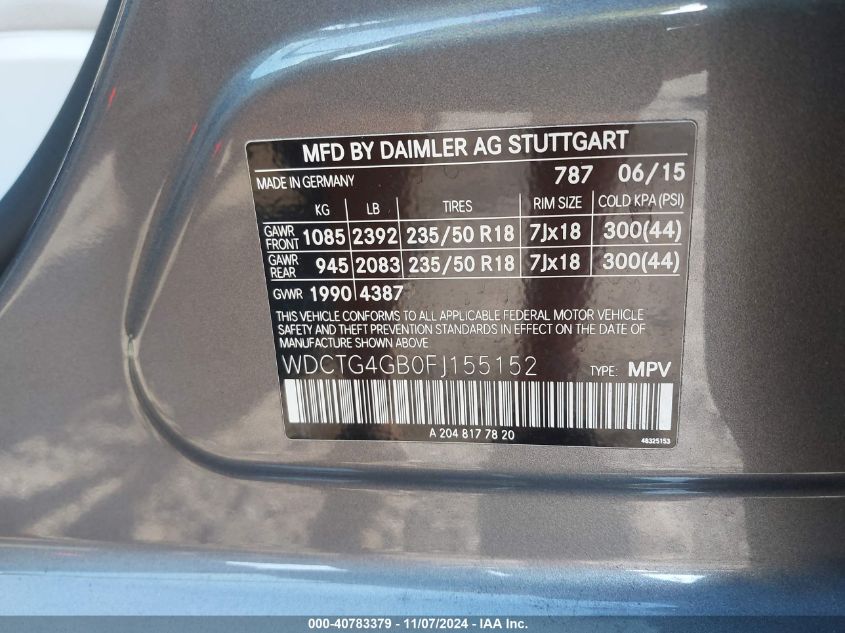 MFD BY DAIMLER AG STUTTGART
MADE IN GERMANY 787 06/15
KG LB TIRES RIM SIZE COLD KPA (PSI)
GAWR FRONT 1085 2392 235/50 R18 7Jx18 300(44)
GAWR REAR 945 2083 235/50 R18 7Jx18 300(44)
GVWR 1990 4387
THIS VEHICLE CONFORMS TO ALL APPLICABLE FEDERAL MOTOR VEHICLE
SAFETY AND THEFT PREVENTION STANDARDS IN EFFECT ON THE DATE
OF MANUFACTURE SHOWN ABOVE.
WDCTG4GB0FJ155152 TYPE: MPV
A 204 817 78 20 48325153
000-40783379 - 11/07/2024 - IAA Inc.